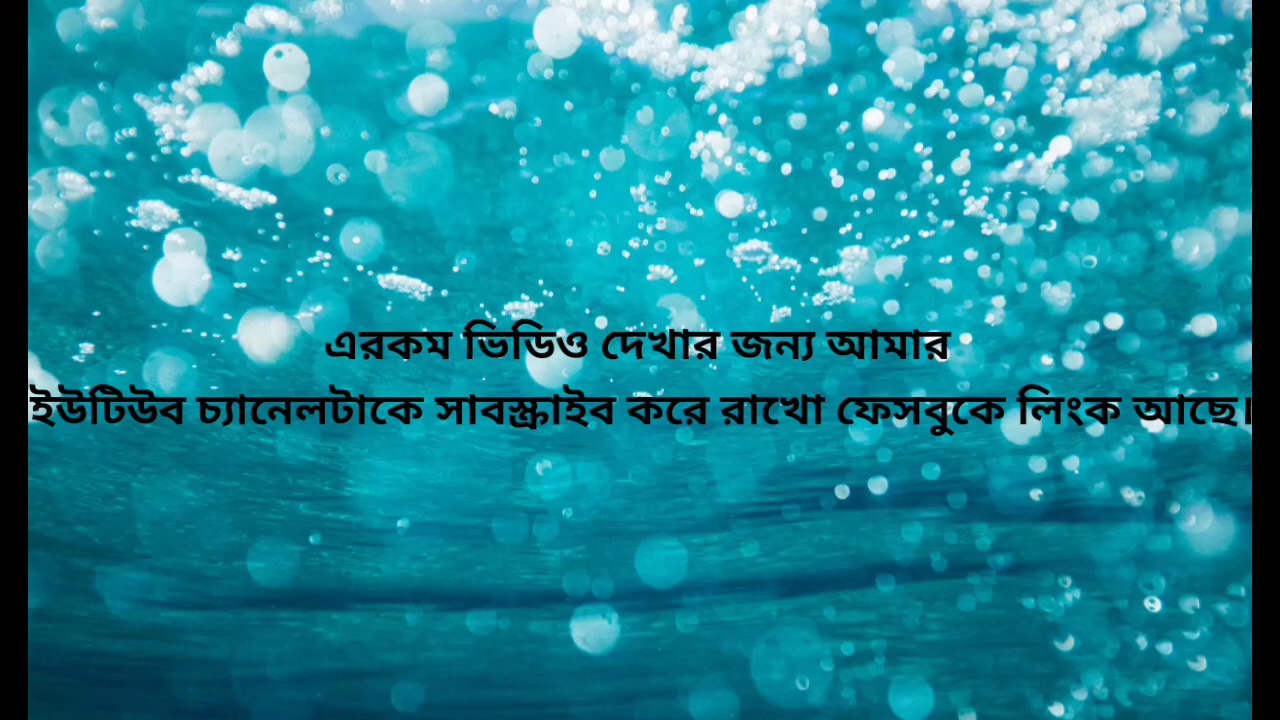 এরকম ভিডিও দেখার জন্য আমার
ইউটিউব চ্যানেলটাকে সাবস্ক্রাইব করে রাখো ফেসবুকে লিংক আছে।